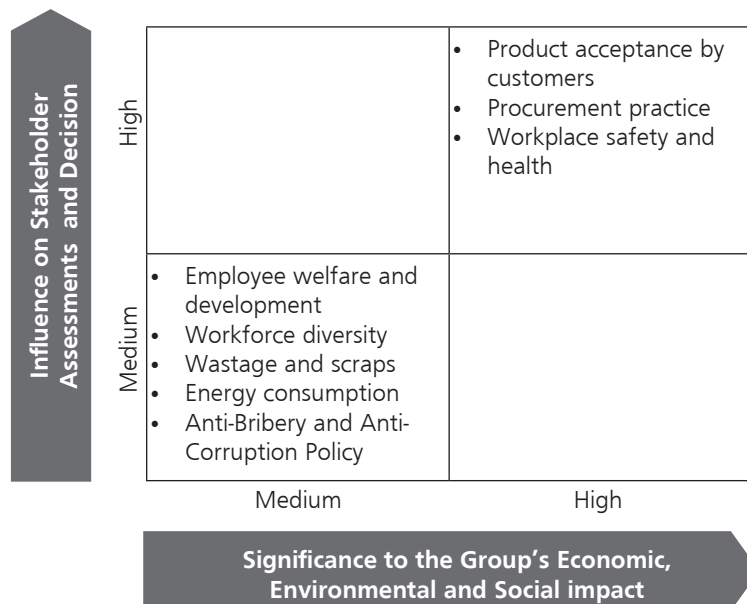 Influence on Stakeholder
Assessments and Decision
High
• Product acceptance by
customers
• Procurement practice
• Workplace safety and
health
Medium
• Employee welfare and
development
• Workforce diversity
• Wastage and scraps
• Energy consumption
• Anti-Bribery and Anti-
Corruption Policy
Medium
High
Significance to the Group's Economic,
Environmental and Social impact